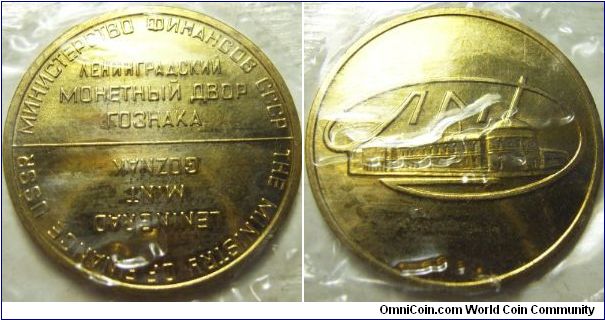 МИНИСТЕРСТВО ФИНАНСОВ СССР
ЛЕНИНГРАДСКИЙ
МОНЕТНЫЙ ДВОР
ГОЗНАКА
THE MINISTRY OF FINANCE USSR
LENINGRAD
MINT
GOZNAK
ЛМД
OmniCoin.com World Coin Community